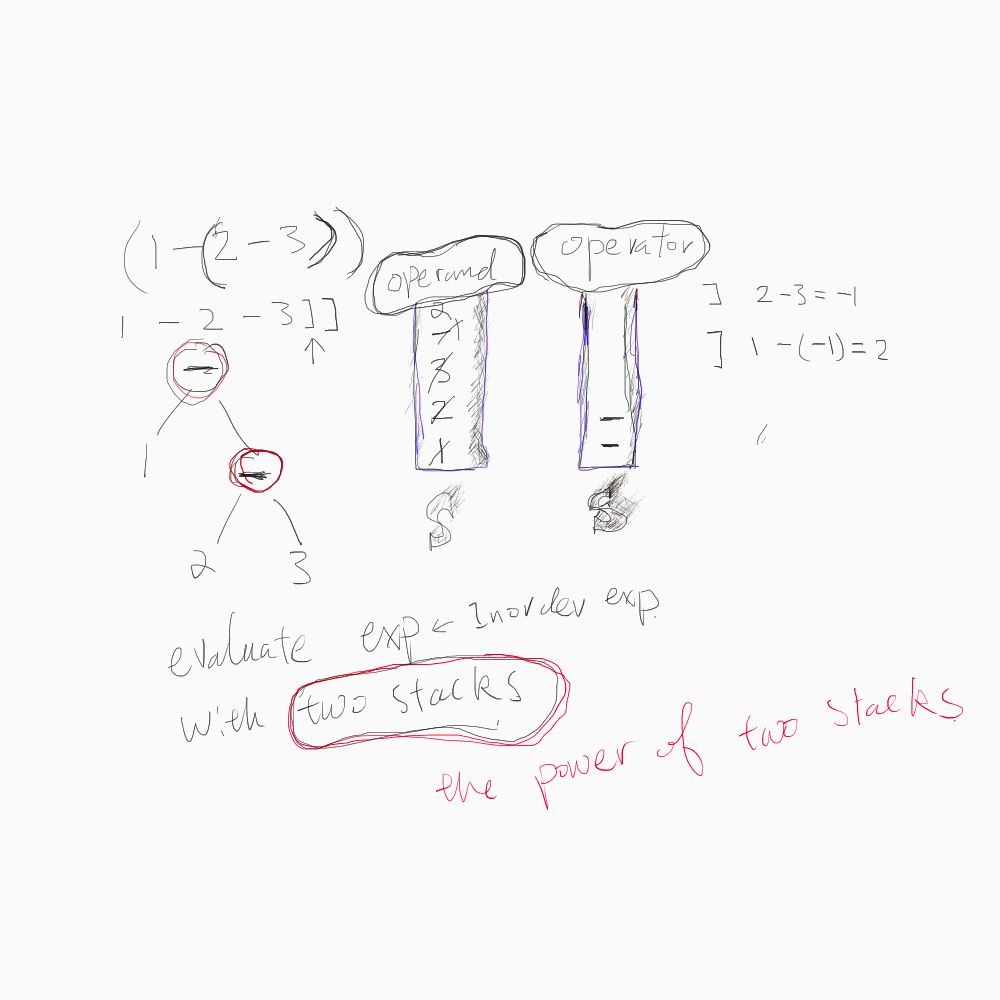 (1-(2-3))
1 - 2 - 3]]
↑
-
1
-
2
3
operand
2
3
2
1
S
operator
-
-
S
] 2-3=-1
] 1-(-1)=2
evaluate exp ← Inorder exp.
with two stacks
the power of two stacks